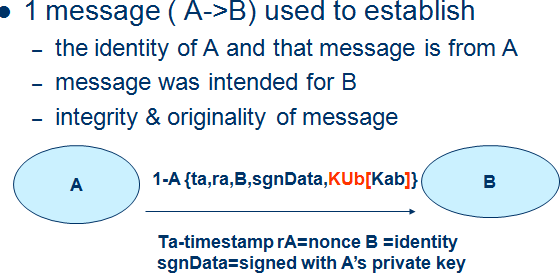 ● 1 message ( A->B) used to establish
– the identity of A and that message is from A
– message was intended for B
– integrity & originality of message
A
1-A {ta,ra,B,sgnData,KUb[Kab]}
B
Ta-timestamp rA=nonce B =identity
sgnData=signed with A's private key